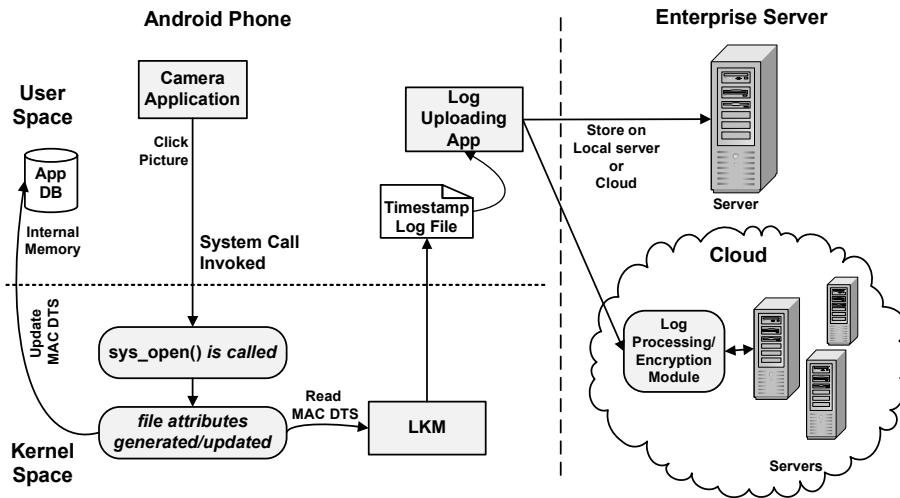 Android Phone
Enterprise Server
User
Space
Camera
Application
Click
Picture
App
DB
Internal
Memory
System Call
Invoked
Log
Uploading
App
Timestamp
Log File
Store on
Local server
or
Cloud
Server
Update
MAC DTS
sys_open() is called
file attributes
generated/updated
Read
MAC DTS
LKM
Kernel
Space
Cloud
Log
Processing/
Encryption
Module
Servers